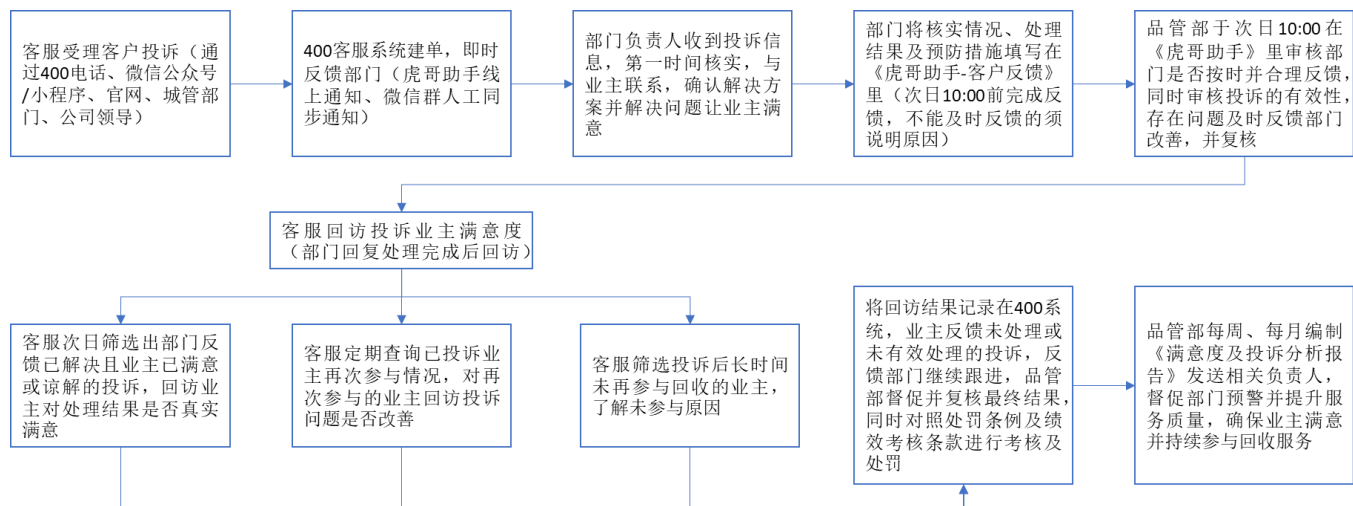 客服受理客户投诉（通
过400电话、微信公众号
/小程序、官网、城管部
门、公司领导）
400客服系统建单，即时
反馈部门（虎哥助手线
上通知、微信群人工同
步通知）
部门负责人收到投诉信
息，第一时间核实，与
业主联系，确认解决方
案并解决问题让业主满
意
部门将核实情况、处理
结果及预防措施填写在
《虎哥助手-客户反馈》
里（次日10:00前完成反
馈，不能及时反馈的须
说明原因）
品管部于次日10:00在
《虎哥助手》里审核部
门是否按时并合理反馈，
同时审核投诉的有效性，
存在问题及时反馈部门
改善，并复核
客服回访投诉业主满意度
（部门回复处理完成后回访）
客服次日筛选出部门反
馈已解决且业主已满意
或谅解的投诉，回访业
主对处理结果是否真实
满意
客服定期查询已投诉业
主再次参与情况，对再
次参与的业主回访投诉
问题是否改善
客服筛选投诉后长时间
未再参与回收的业主，
了解未参与原因
将回访结果记录在400系
统，业主反馈未处理或
未有效处理的投诉，反
馈部门继续跟进，品管
部督促并复核最终结果，
同时对照处罚条例及绩
效考核条款进行考核及
处罚
品管部每周、每月编制
《满意度及投诉分析报
告》发送相关负责人，
督促部门预警并提升服
务质量，确保业主满意
并持续参与回收服务